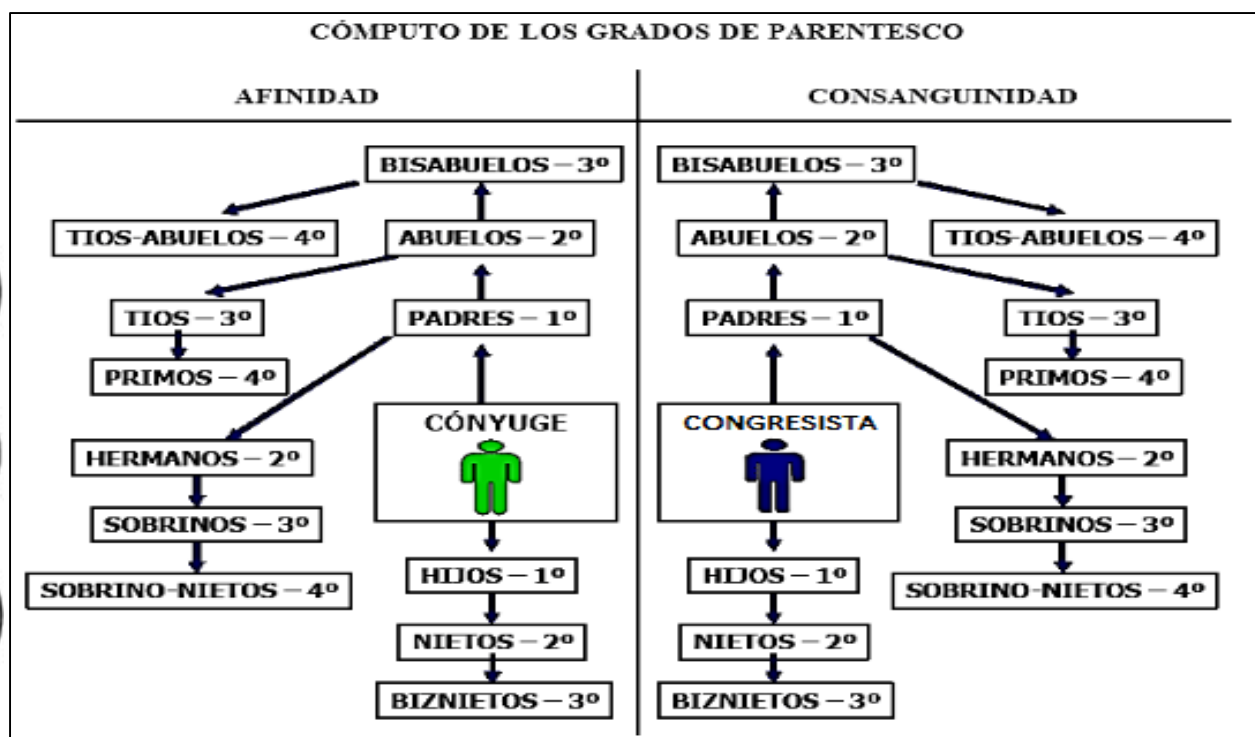 CÓMPUTO DE LOS GRADOS DE PARENTESCO
AFINIDAD
BISABUELOS – 3º
TIOS-ABUELOS – 4º
ABUELOS – 2º
TIOS – 3º
PADRES – 1º
PRIMOS – 4º
CÓNYUGE
HERMANOS – 2º
SOBRINOS – 3º
SOBRINO-NIETOS – 4º
HIJOS – 1º
NIETOS – 2º
BIZNIETOS – 3º
CONSANGUINIDAD
BISABUELOS – 3º
ABUELOS – 2º
TIOS-ABUELOS – 4º
PADRES – 1º
TIOS – 3º
PRIMOS – 4º
CONGRESISTA
HERMANOS – 2º
SOBRINOS – 3º
SOBRINO-NIETOS – 4º
HIJOS – 1º
NIETOS – 2º
BIZNIETOS – 3º